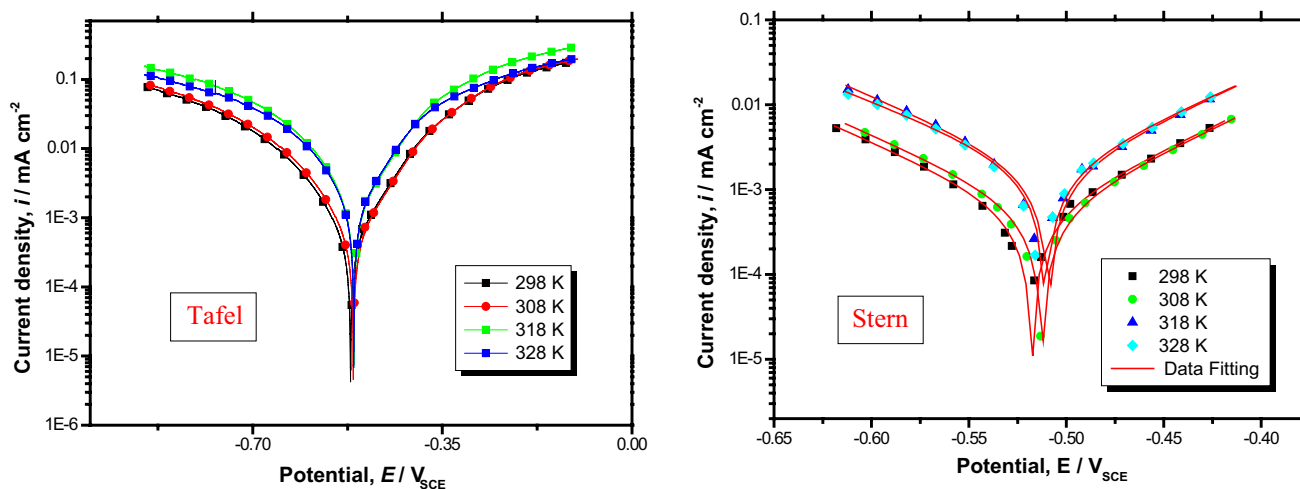 0.1
0.01
1E-3
1E-4
1E-5
1E-6
Current density, i / mA cm⁻²
Tafel
298 K
308 K
318 K
328 K
-0.70
-0.35
0.00
Potential, E / V_SCE
0.1
0.01
1E-3
1E-4
1E-5
Current density, i / mA cm⁻²
Stern
298 K
308 K
318 K
328 K
Data Fitting
-0.65
-0.60
-0.55
-0.50
-0.45
-0.40
Potential, E / V_SCE